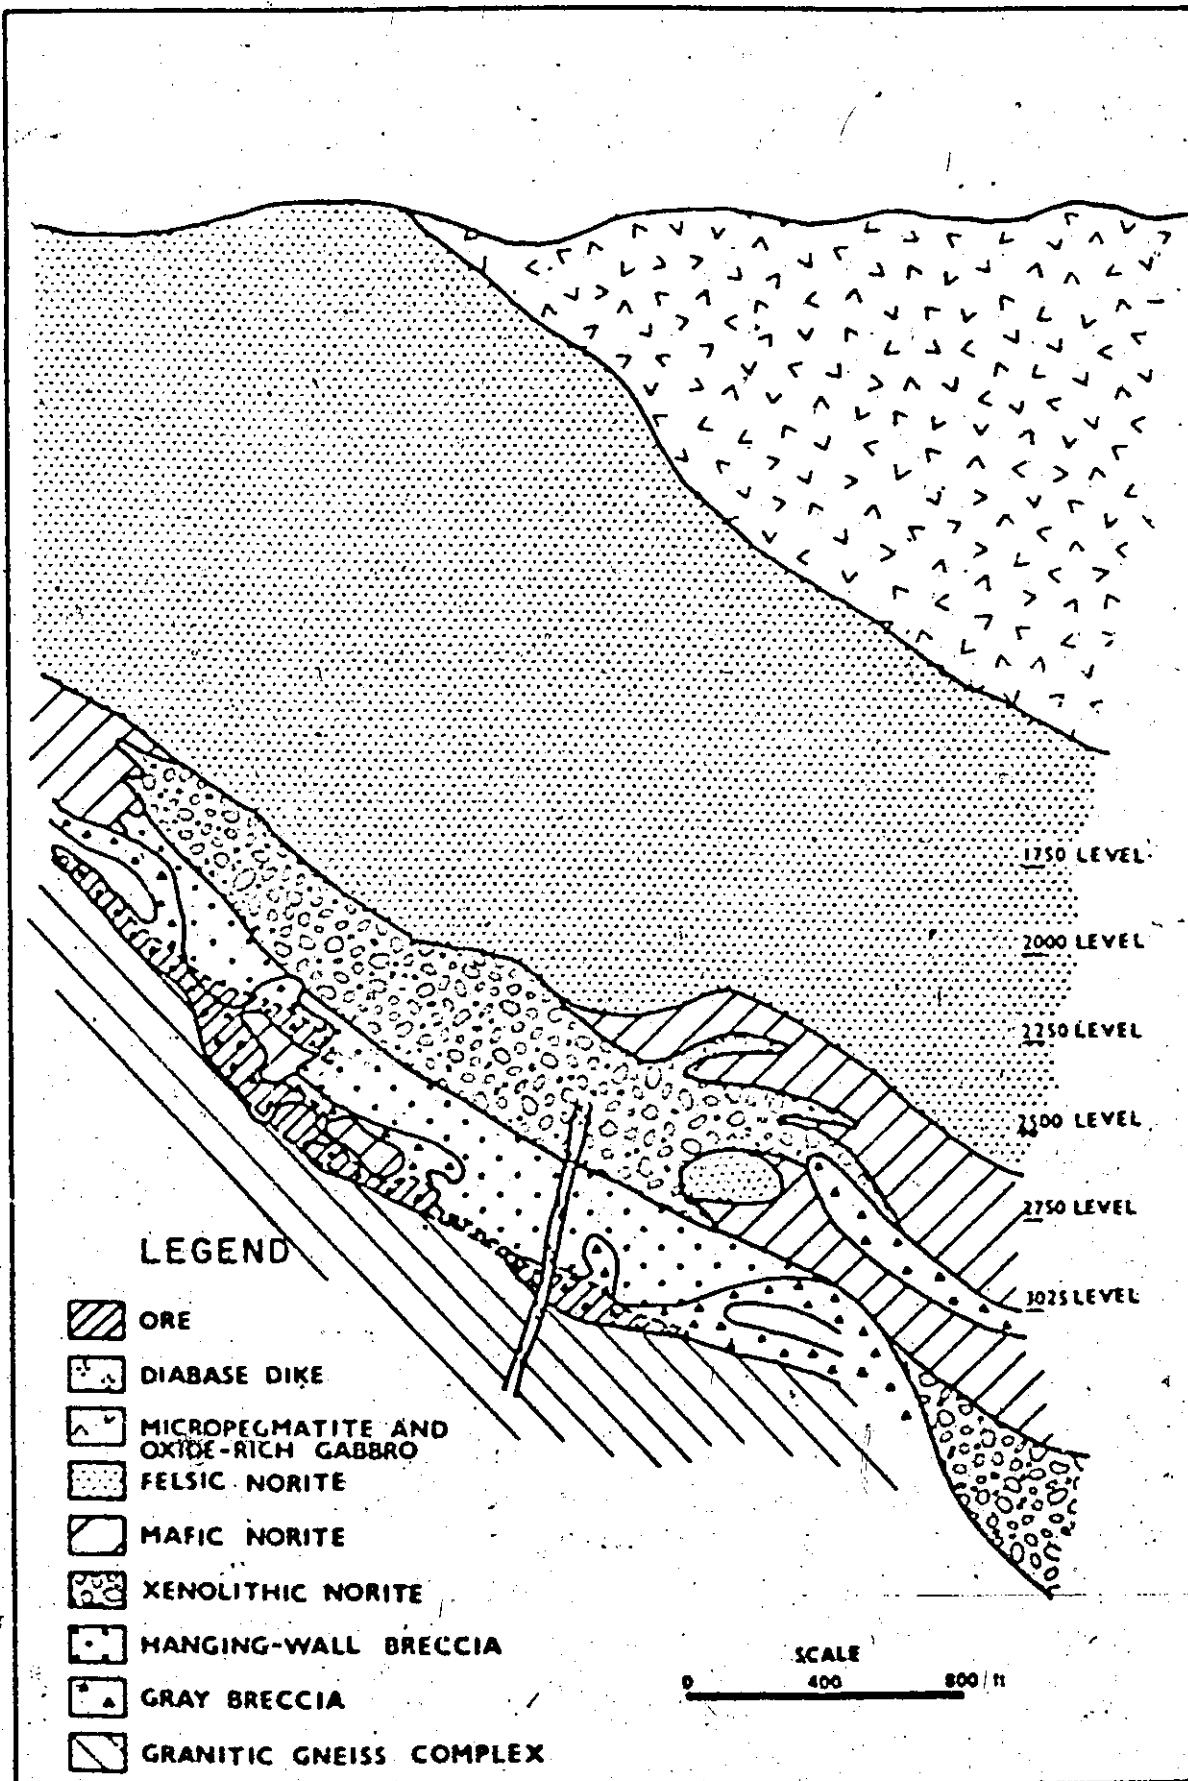 1750 LEVEL
2000 LEVEL
2250 LEVEL
2500 LEVEL
2750 LEVEL
3025 LEVEL
LEGEND
ORE
DIABASE DIKE
MICROPEGMATITE AND
OXIDE-RICH GABBRO
FELSIC NORITE
MAFIC NORITE
XENOLITHIC NORITE
HANGING-WALL BRECCIA
GRAY BRECCIA
GRANITIC GNEISS COMPLEX
SCALE
0 400 800 ft